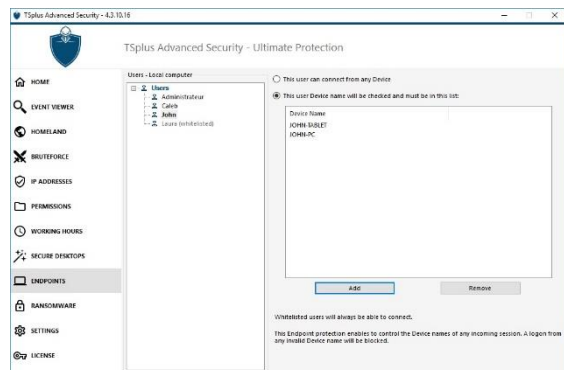 TSplus Advanced Security - 4.3.10.16
TSplus Advanced Security - Ultimate Protection
HOME
EVENT VIEWER
HOMELAND
BRUTEFORCE
IP ADDRESSES
PERMISSIONS
WORKING HOURS
SECURE DESKTOPS
ENDPOINTS
RANSOMWARE
SETTINGS
LICENSE
Users - Local computer
Users
Administrateur
Caleb
John
Laura (whitelisted)
This user can connect from any Device
This user Device name will be checked and must be in this list:
Device Name
JOHN-TABLET
JOHN-PC
Add
Remove
Whitelisted users will always be able to connect.
This Endpoint protection enables to control the Device names of any incoming session. A logon from
any invalid Device name will be blocked.